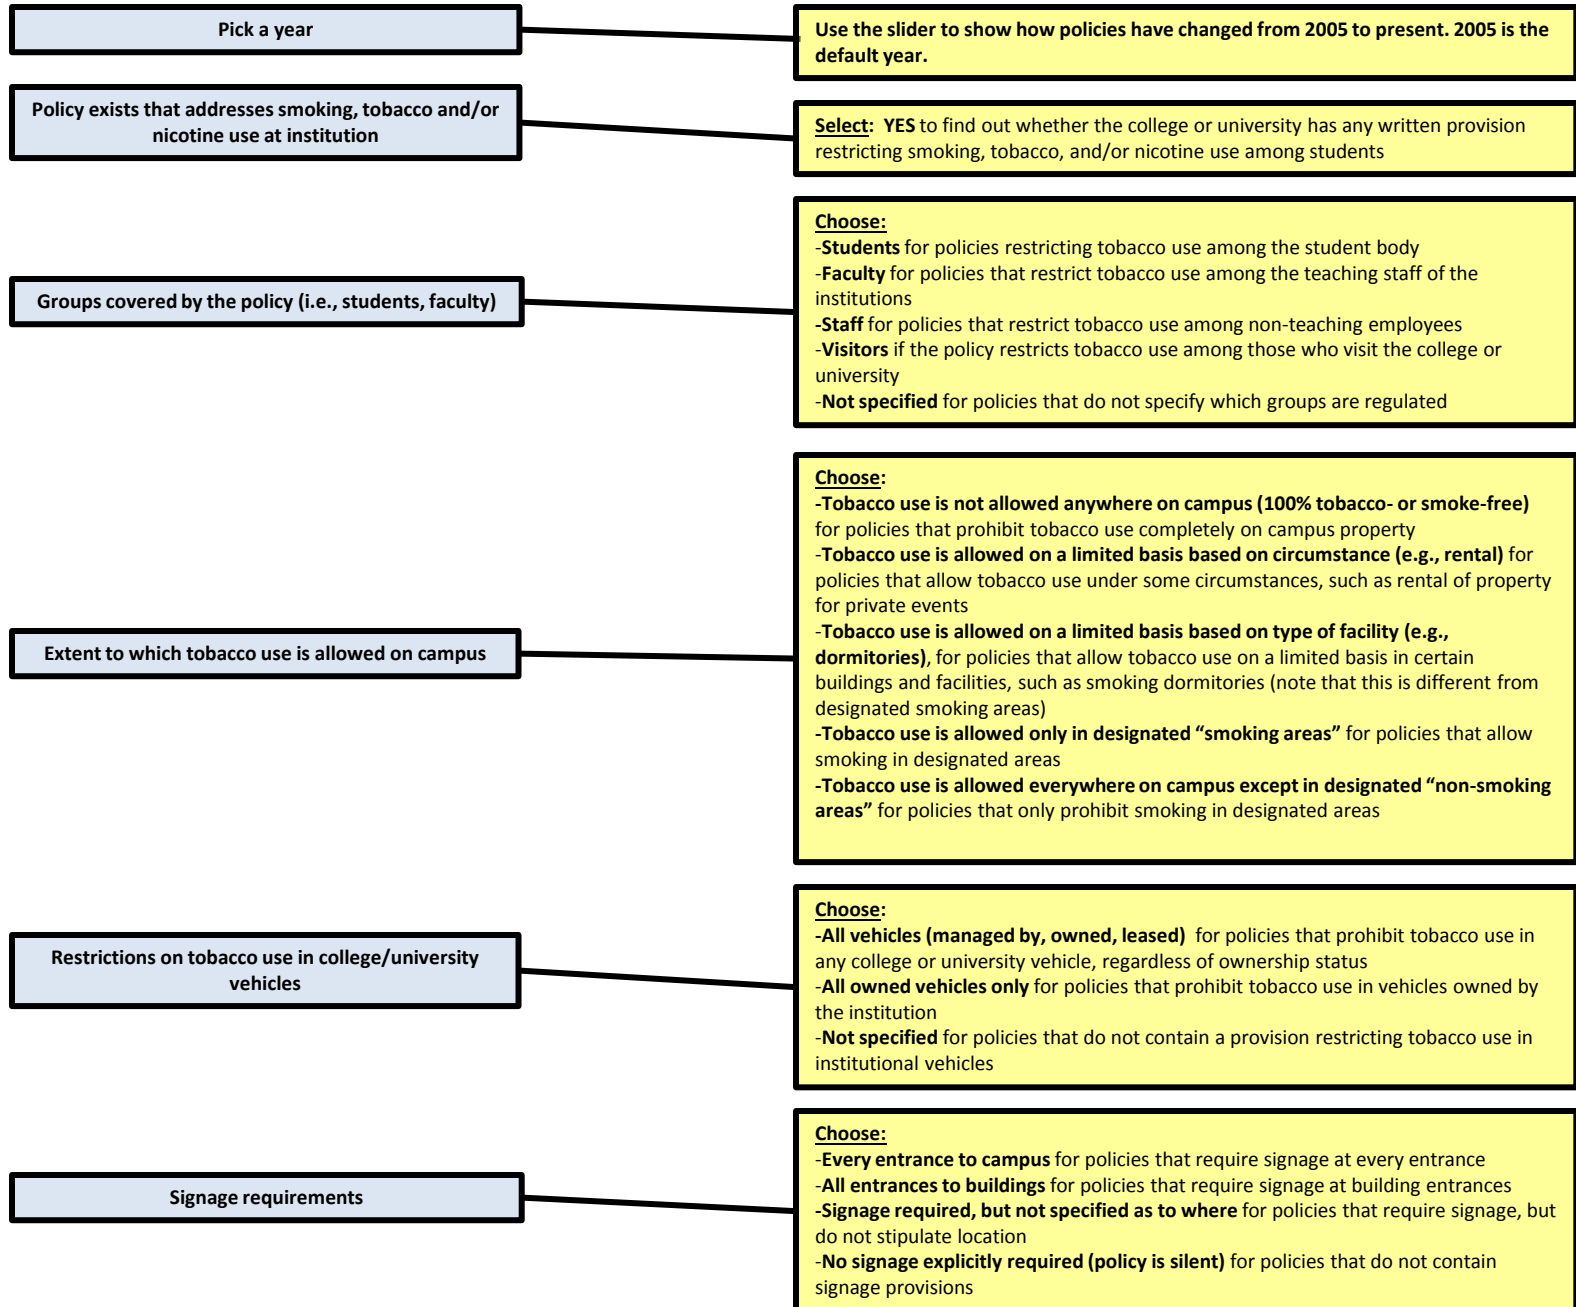 Pick a year
Use the slider to show how policies have changed from 2005 to present. 2005 is the
default year.
Policy exists that addresses smoking, tobacco and/or
nicotine use at institution
Select: YES to find out whether the college or university has any written provision
restricting smoking, tobacco, and/or nicotine use among students
Groups covered by the policy (i.e., students, faculty)
Choose:
-Students for policies restricting tobacco use among the student body
-Faculty for policies that restrict tobacco use among the teaching staff of the
institutions
-Staff for policies that restrict tobacco use among non-teaching employees
-Visitors if the policy restricts tobacco use among those who visit the college or
university
-Not specified for policies that do not specify which groups are regulated
Extent to which tobacco use is allowed on campus
Choose:
-Tobacco use is not allowed anywhere on campus (100% tobacco- or smoke-free)
for policies that prohibit tobacco use completely on campus property
-Tobacco use is allowed on a limited basis based on circumstance (e.g., rental) for
policies that allow tobacco use under some circumstances, such as rental of property
for private events
-Tobacco use is allowed on a limited basis based on type of facility (e.g.,
dormitories), for policies that allow tobacco use on a limited basis in certain
buildings and facilities, such as smoking dormitories (note that this is different from
designated smoking areas)
-Tobacco use is allowed only in designated “smoking areas” for policies that allow
smoking in designated areas
-Tobacco use is allowed everywhere on campus except in designated “non-smoking
areas” for policies that only prohibit smoking in designated areas
Restrictions on tobacco use in college/university
vehicles
Choose:
-All vehicles (managed by, owned, leased) for policies that prohibit tobacco use in
any college or university vehicle, regardless of ownership status
-All owned vehicles only for policies that prohibit tobacco use in vehicles owned by
the institution
-Not specified for policies that do not contain a provision restricting tobacco use in
institutional vehicles
Signage requirements
Choose:
-Every entrance to campus for policies that require signage at every entrance
-All entrances to buildings for policies that require signage at building entrances
-Signage required, but not specified as to where for policies that require signage, but
do not stipulate location
-No signage explicitly required (policy is silent) for policies that do not contain
signage provisions